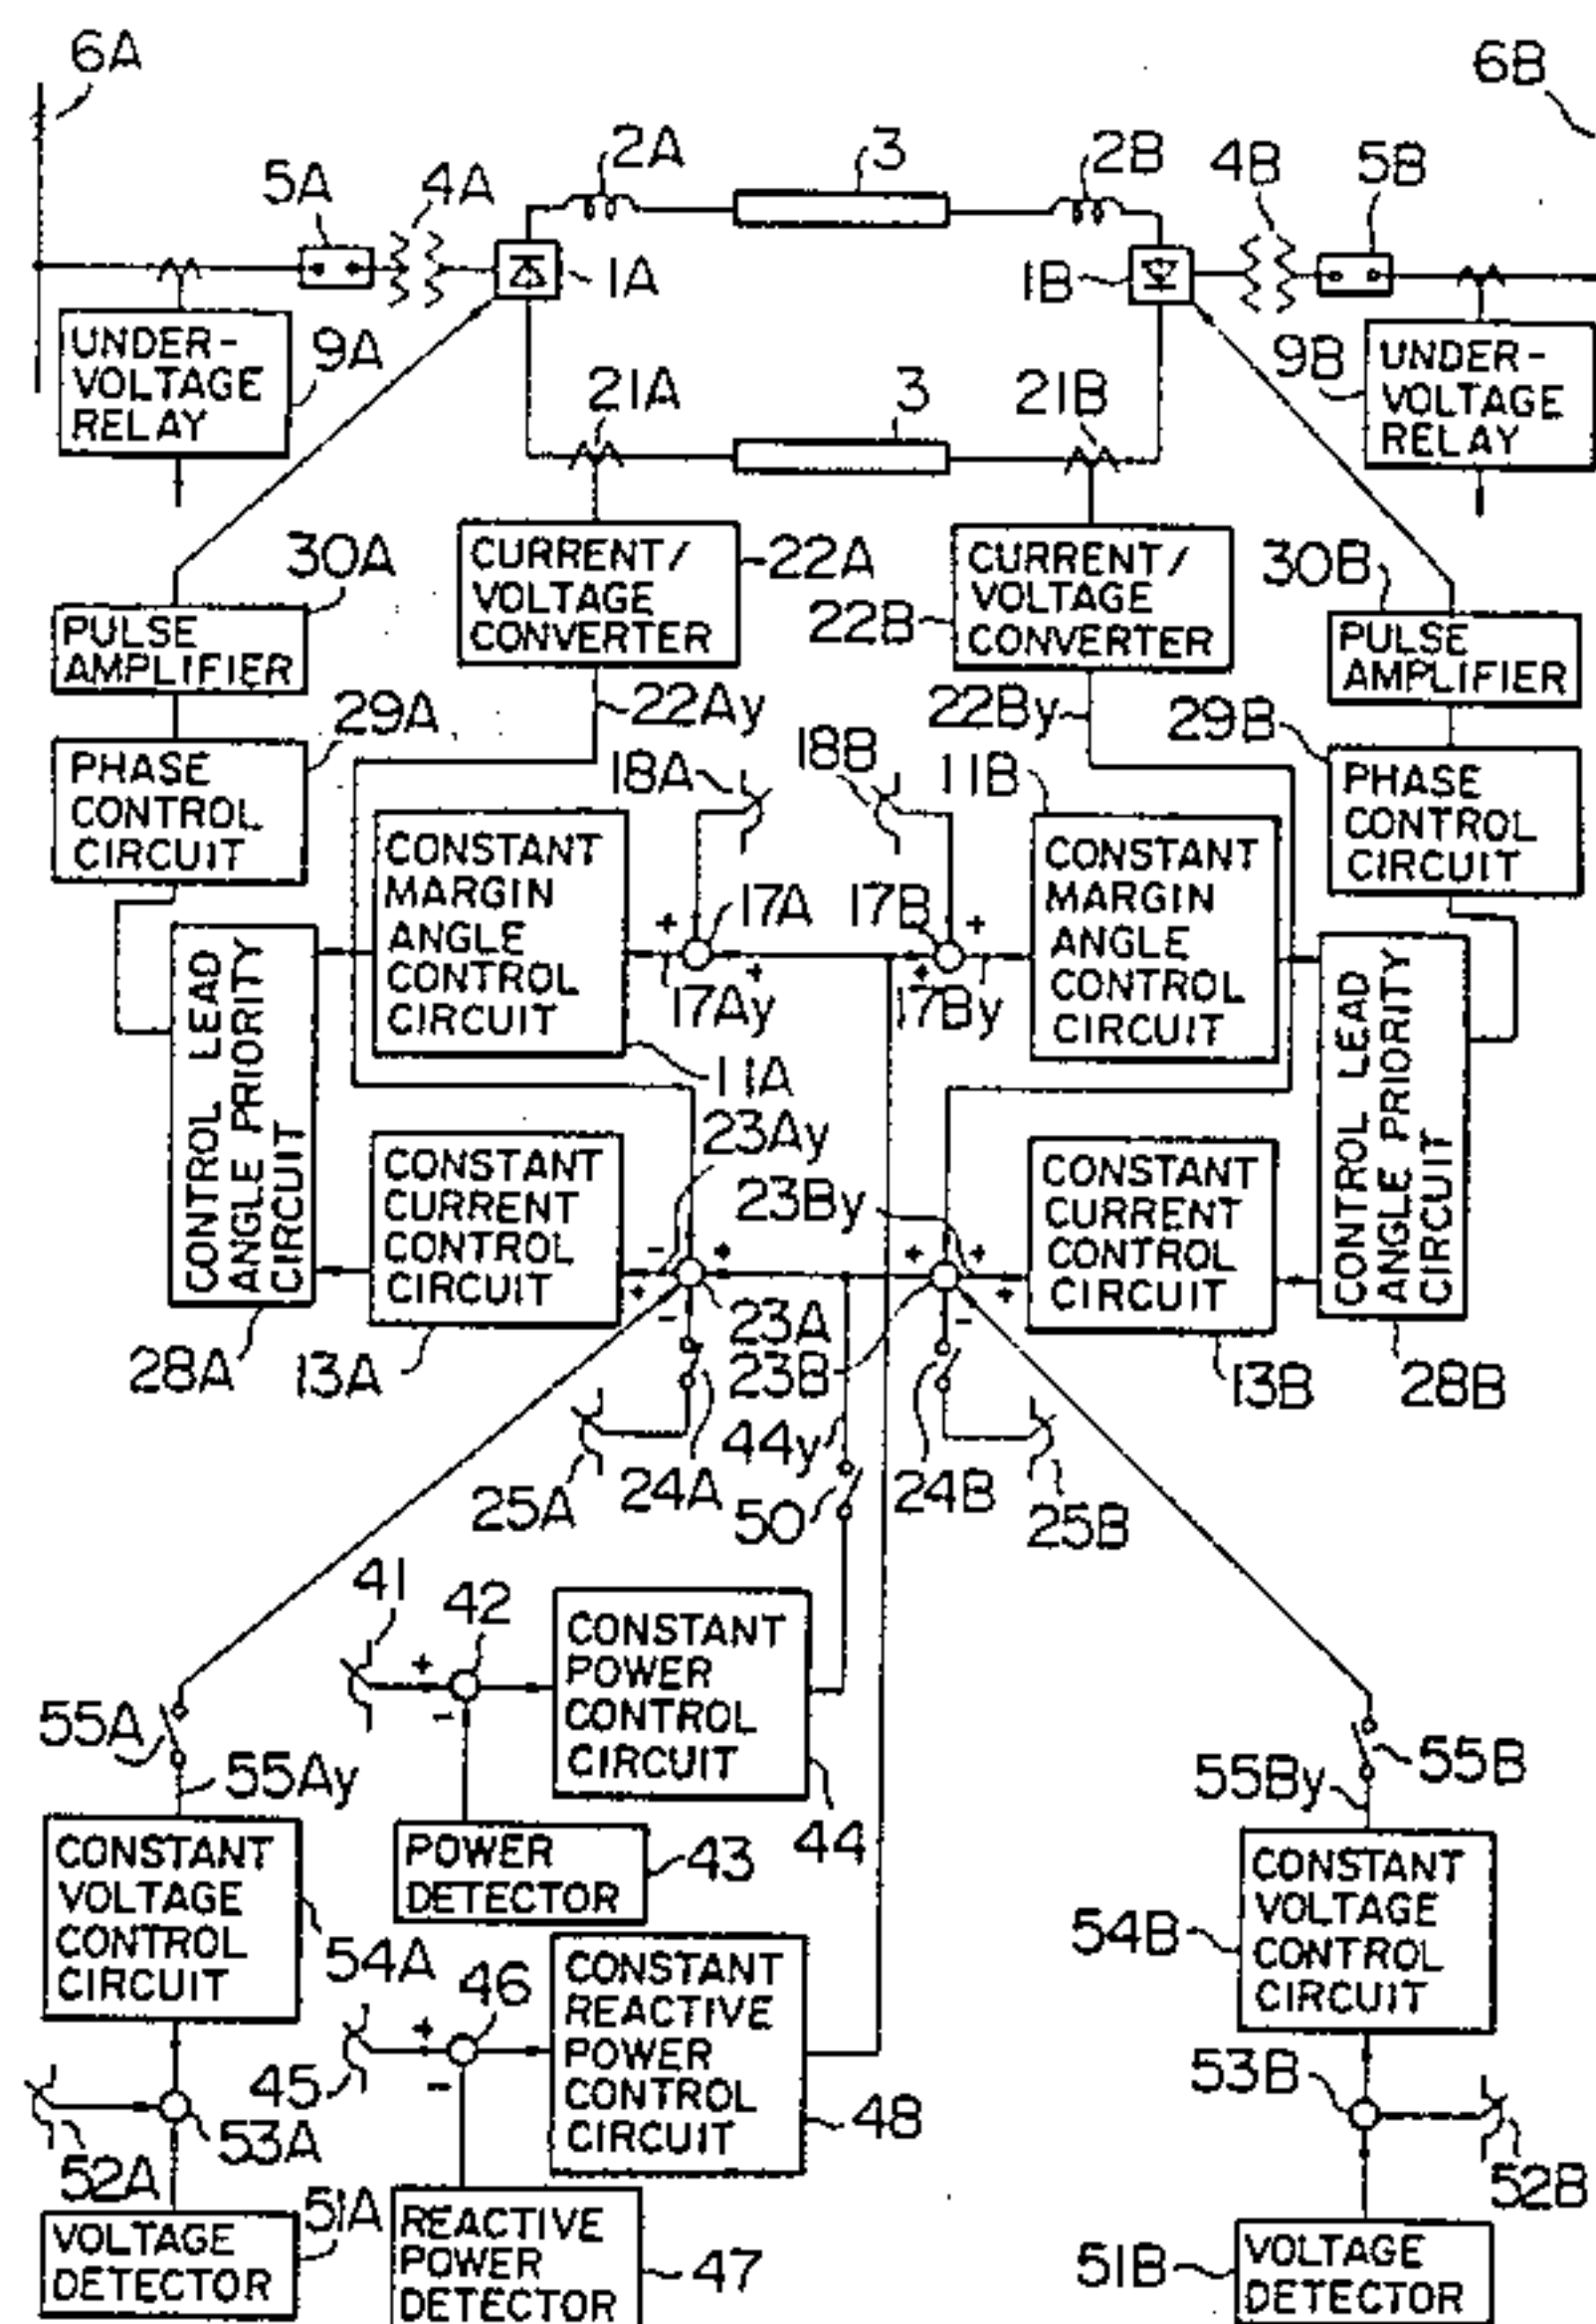 6A
6B
5A
4A
2A
3
2B
4B
5B
1A
1B
UNDER-
VOLTAGE
RELAY
9A
21A
3
21B
9B
UNDER-
VOLTAGE
RELAY
30A
CURRENT/
VOLTAGE
CONVERTER
22A
22B
CURRENT/
VOLTAGE
CONVERTER
30B
PULSE
AMPLIFIER
PULSE
AMPLIFIER
29A
22Ay
22By
29B
PHASE
CONTROL
CIRCUIT
18A
18B
11B
PHASE
CONTROL
CIRCUIT
CONSTANT
MARGIN
ANGLE
CONTROL
CIRCUIT
+
17A
17B
+
17Ay
+
+
17By
CONSTANT
MARGIN
ANGLE
CONTROL
CIRCUIT
CONTROL LEAD
ANGLE PRIORITY
CIRCUIT
11A
CONTROL LEAD
ANGLE PRIORITY
CIRCUIT
23Ay
23By
CONSTANT
CURRENT
CONTROL
CIRCUIT
-
+
+
+
+
+
-
-
CONSTANT
CURRENT
CONTROL
CIRCUIT
23A
23B
28A
13A
13B
28B
25A
24A
44y
50
24B
25B
41
42
+
-
CONSTANT
POWER
CONTROL
CIRCUIT
44
55A
55Ay
55B
55By
POWER
DETECTOR
43
CONSTANT
VOLTAGE
CONTROL
CIRCUIT
54A
54B
CONSTANT
VOLTAGE
CONTROL
CIRCUIT
45
+
-
46
CONSTANT
REACTIVE
POWER
CONTROL
CIRCUIT
48
52A
53A
53B
52B
VOLTAGE
DETECTOR
51A
REACTIVE
POWER
DETECTOR
47
51B
VOLTAGE
DETECTOR